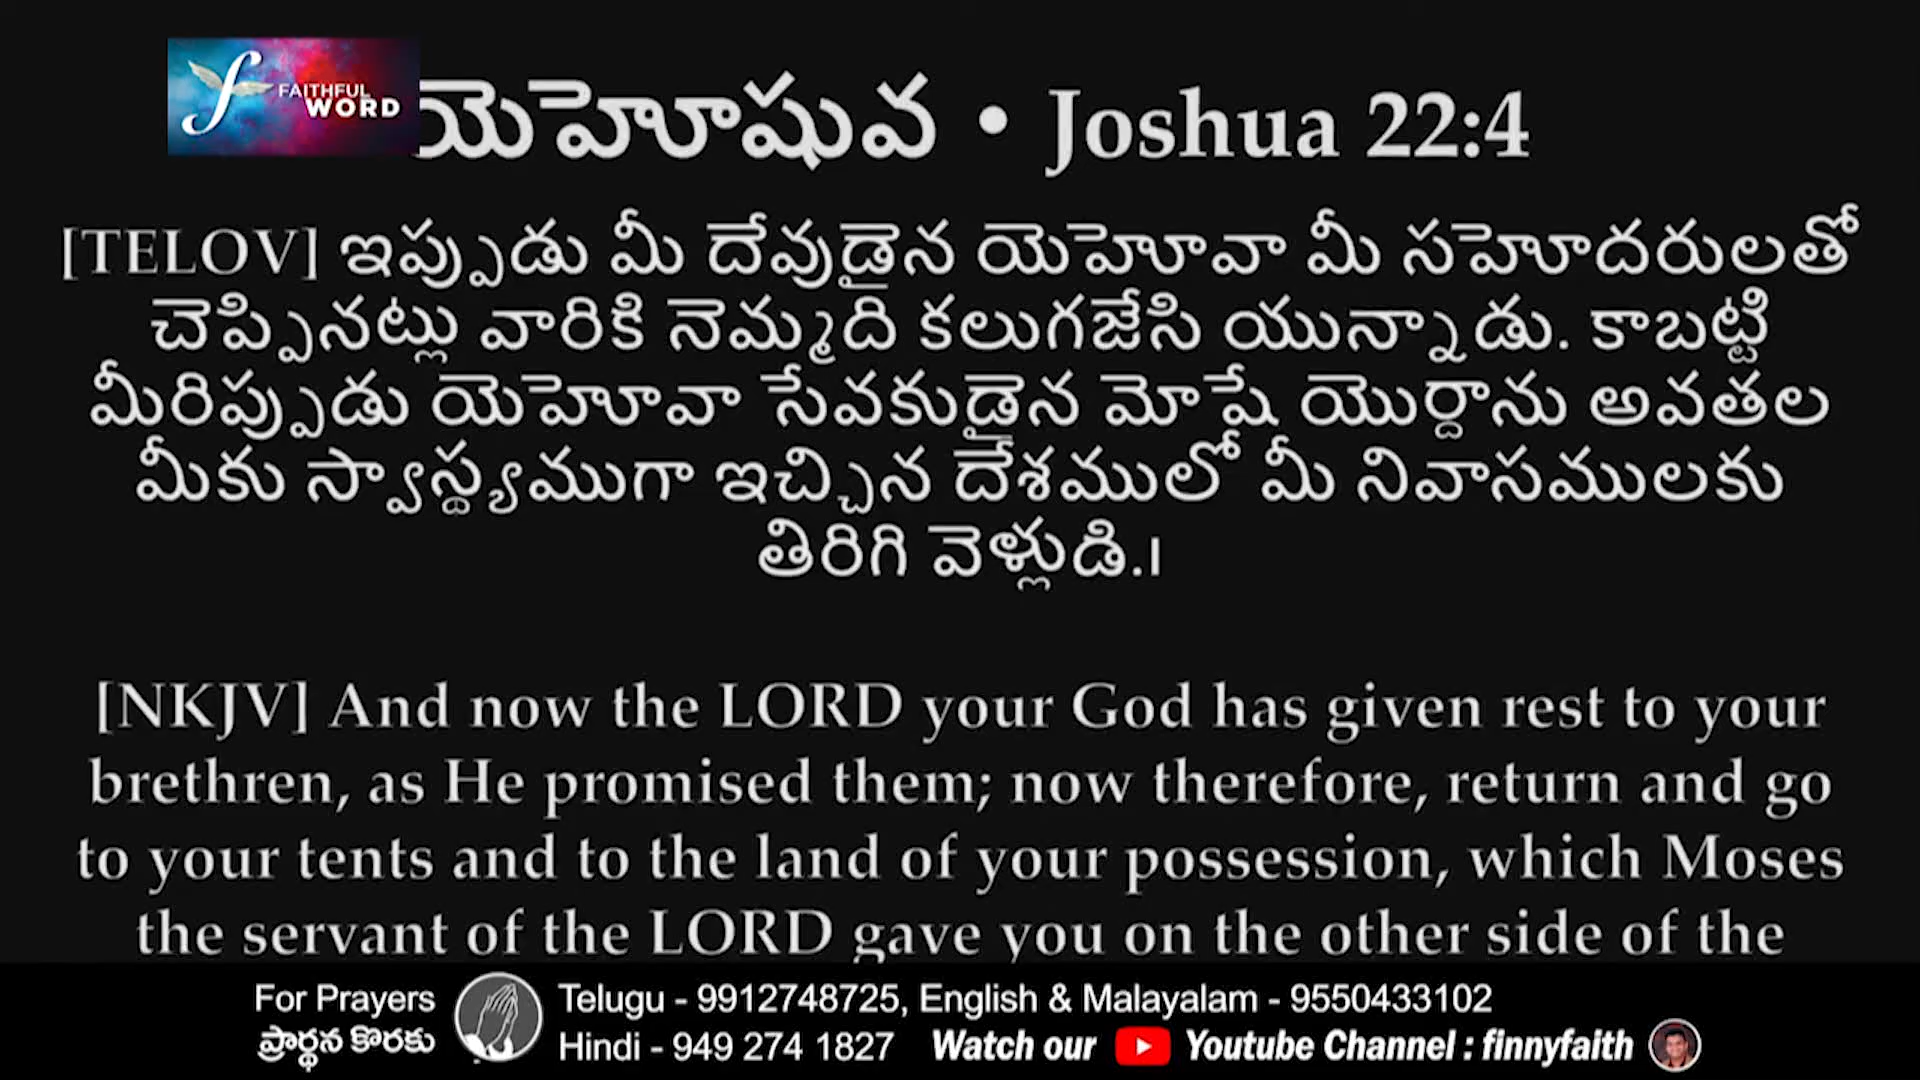 FAITHFUL
WORD
యెహోషువ • Joshua 22:4
[TELOV] ఇప్పుడు మీ దేవుడైన యెహోవా మీ సహోదరులతో
చెప్పినట్లు వారికి నెమ్మది కలుగజేసి యున్నాడు. కాబట్టి
మీరిప్పుడు యెహోవా సేవకుడైన మోషే యొర్దాను అవతల
మీకు స్వాస్థ్యముగా ఇచ్చిన దేశములో మీ నివాసములకు
తిరిగి వెళ్లుడి.।
[NKJV] And now the LORD your God has given rest to your
brethren, as He promised them; now therefore, return and go
to your tents and to the land of your possession, which Moses
the servant of the LORD gave you on the other side of the
For Prayers
ప్రార్థన కొరకు
Telugu - 9912748725, English & Malayalam - 9550433102
Hindi - 949 274 1827 Watch our Youtube Channel : finnyfaith